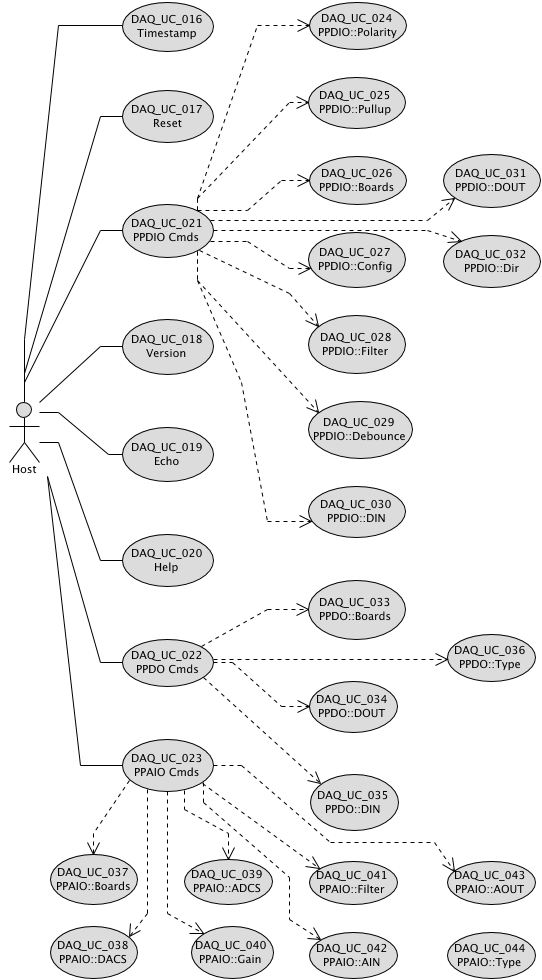 DAQ_UC_016
Timestamp
DAQ_UC_024
PPDIO::Polarity
DAQ_UC_017
Reset
DAQ_UC_025
PPDIO::Pullup
DAQ_UC_026
PPDIO::Boards
DAQ_UC_031
PPDIO::DOUT
DAQ_UC_021
PPDIO Cmds
DAQ_UC_027
PPDIO::Config
DAQ_UC_032
PPDIO::Dir
DAQ_UC_018
Version
DAQ_UC_028
PPDIO::Filter
DAQ_UC_029
PPDIO::Debounce
Host
DAQ_UC_019
Echo
DAQ_UC_030
PPDIO::DIN
DAQ_UC_020
Help
DAQ_UC_033
PPDO::Boards
DAQ_UC_022
PPDO Cmds
DAQ_UC_036
PPDO::Type
DAQ_UC_034
PPDO::DOUT
DAQ_UC_023
PPAIO Cmds
DAQ_UC_035
PPDO::DIN
DAQ_UC_037
PPAIO::Boards
DAQ_UC_039
PPAIO::ADCS
DAQ_UC_041
PPAIO::Filter
DAQ_UC_043
PPAIO::AOUT
DAQ_UC_038
PPAIO::DACS
DAQ_UC_040
PPAIO::Gain
DAQ_UC_042
PPAIO::AIN
DAQ_UC_044
PPAIO::Type